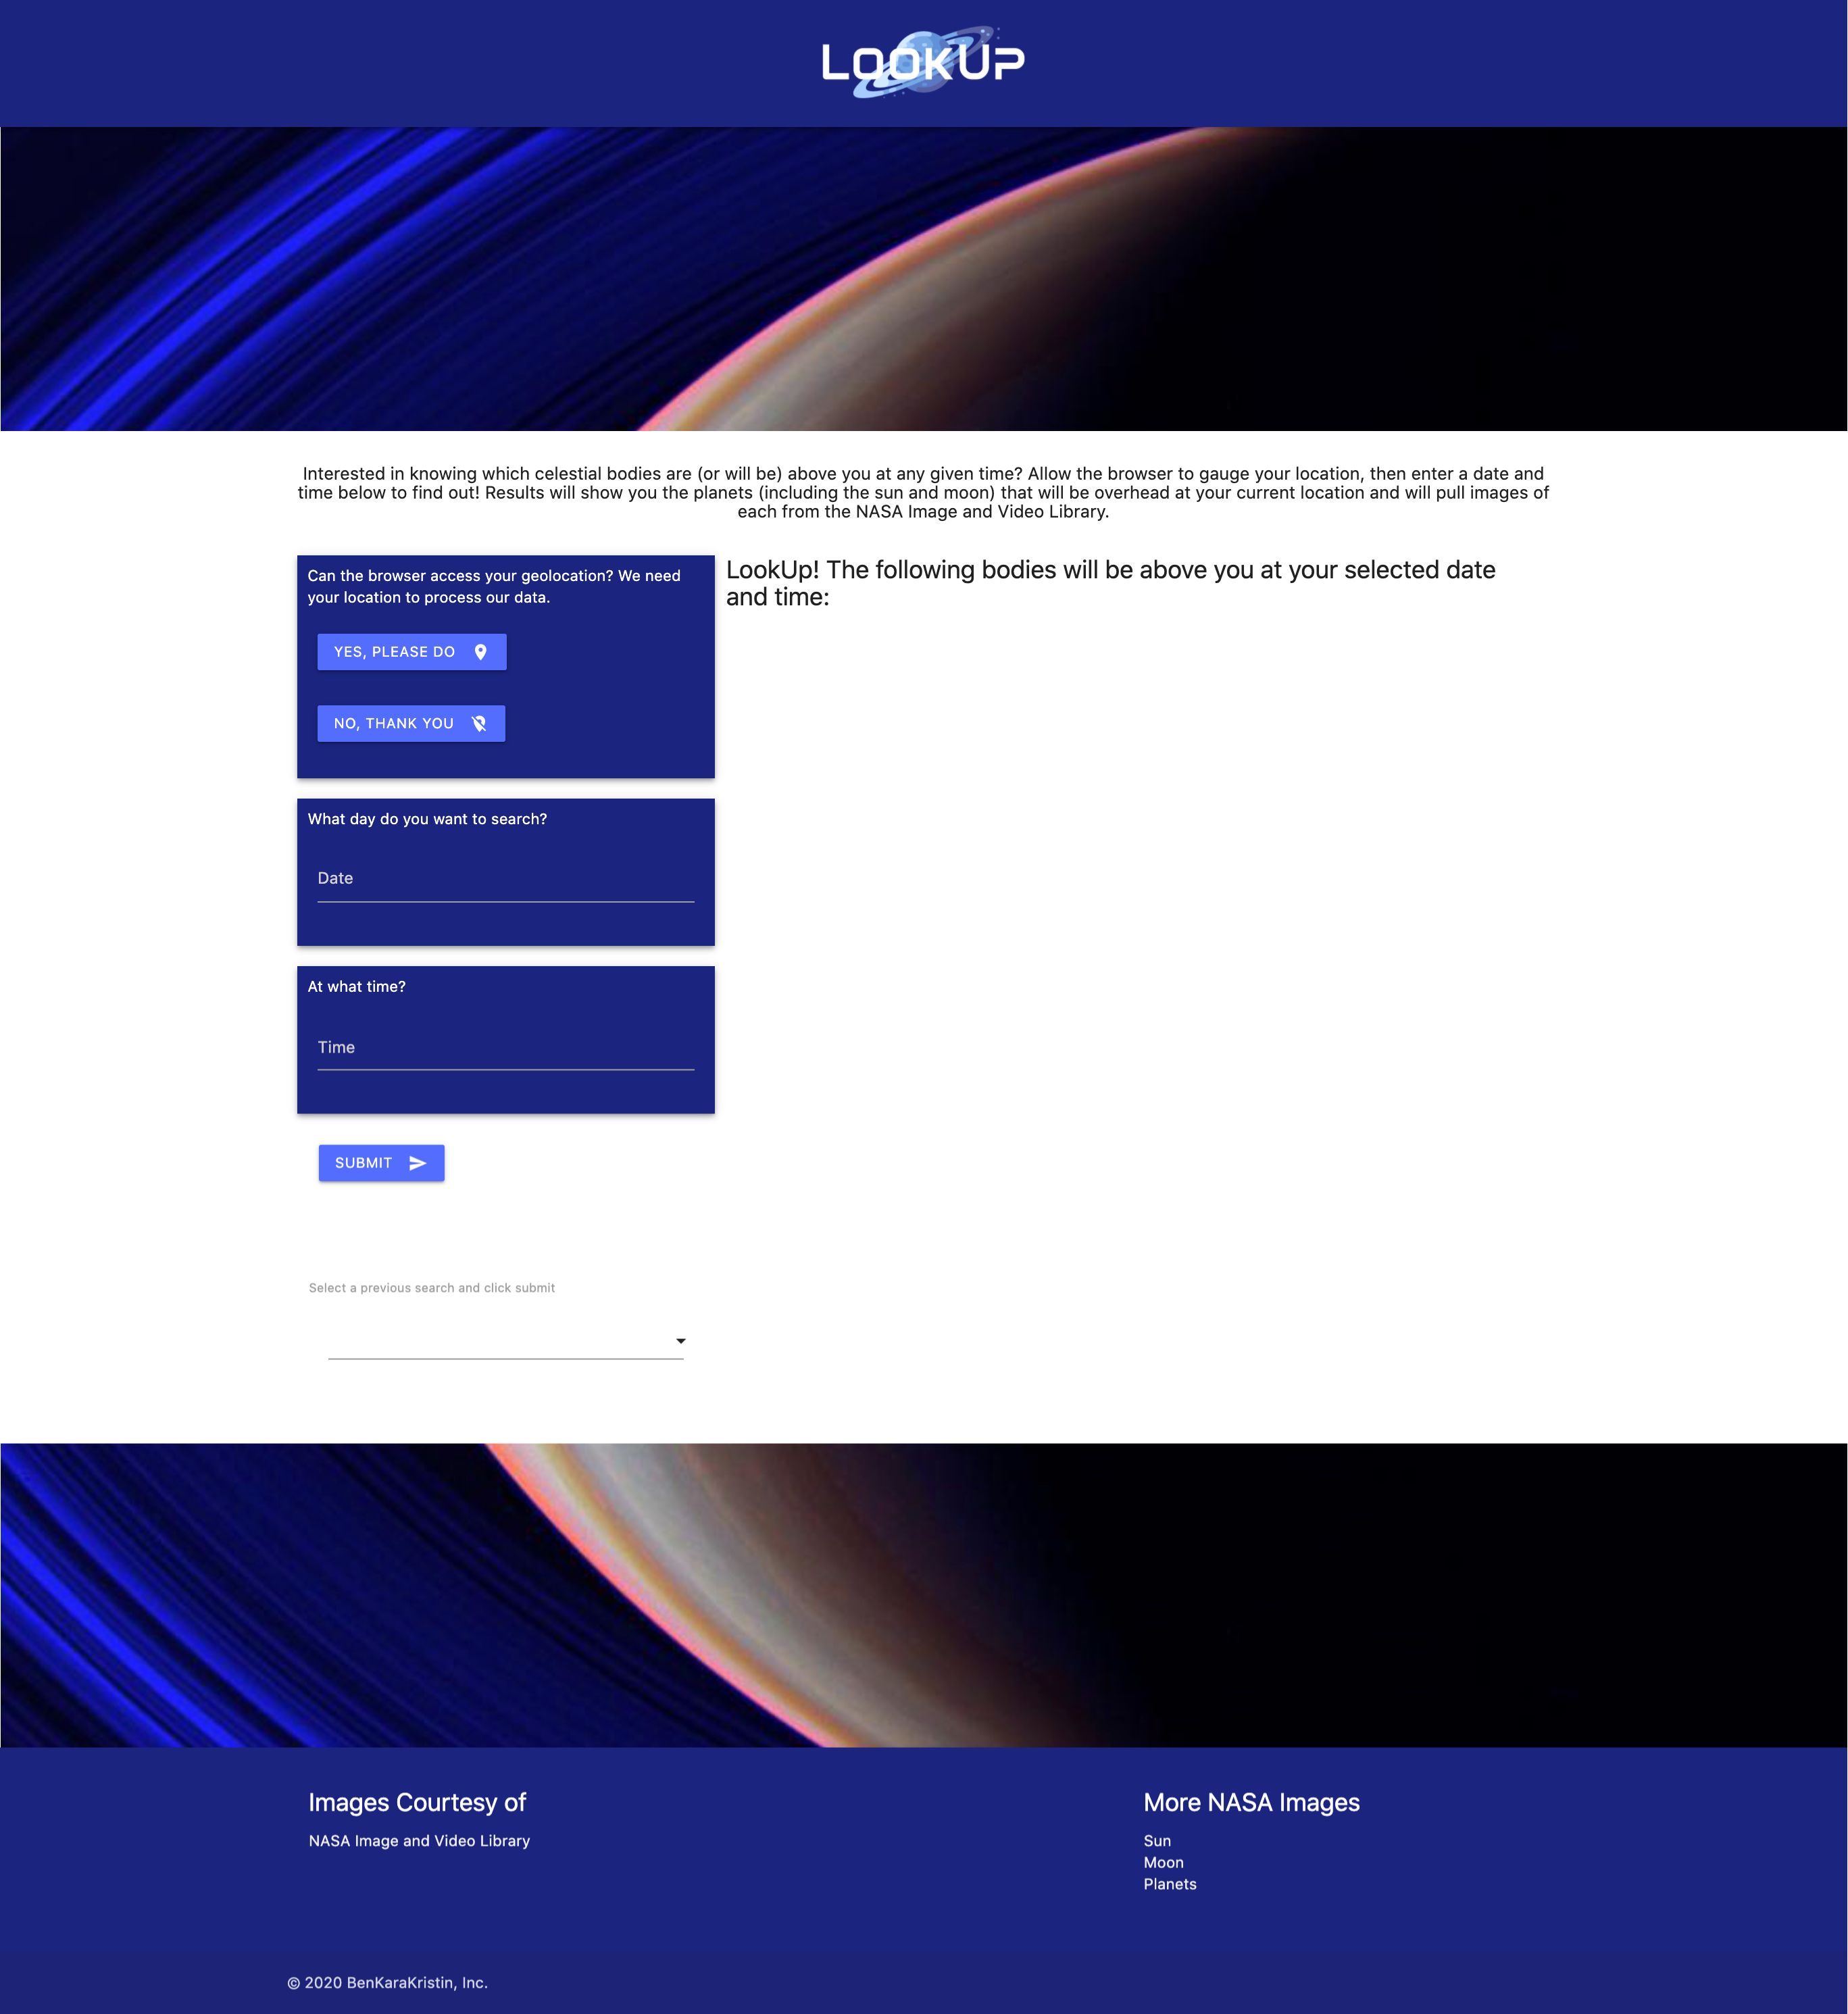 LOOKUP
Interested in knowing which celestial bodies are (or will be) above you at any given time? Allow the browser to gauge your location, then enter a date and
time below to find out! Results will show you the planets (including the sun and moon) that will be overhead at your current location and will pull images of
each from the NASA Image and Video Library.
Can the browser access your geolocation? We need
your location to process our data.
YES, PLEASE DO
NO, THANK YOU
What day do you want to search?
Date
At what time?
Time
SUBMIT
Select a previous search and click submit
LookUp! The following bodies will be above you at your selected date
and time:
Images Courtesy of
NASA Image and Video Library
More NASA Images
Sun
Moon
Planets
© 2020 BenKaraKristin, Inc.